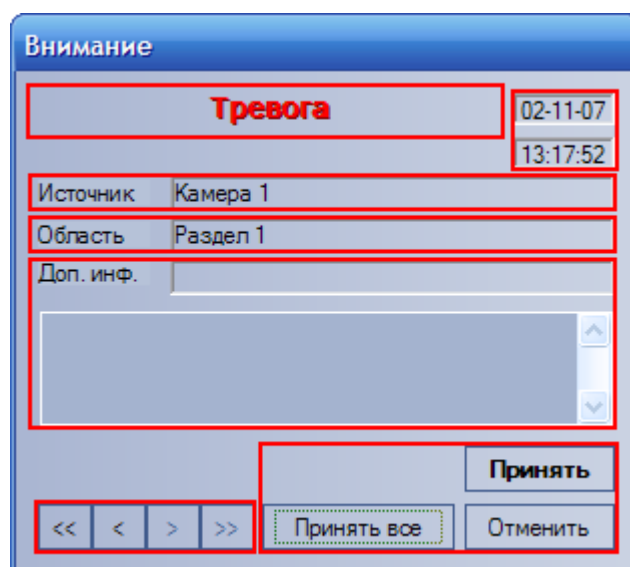 Внимание
Тревога 02-11-07
13:17:52
Источник Камера 1
Область Раздел 1
Доп. инф.
Принять
<< < > >> Принять все Отменить